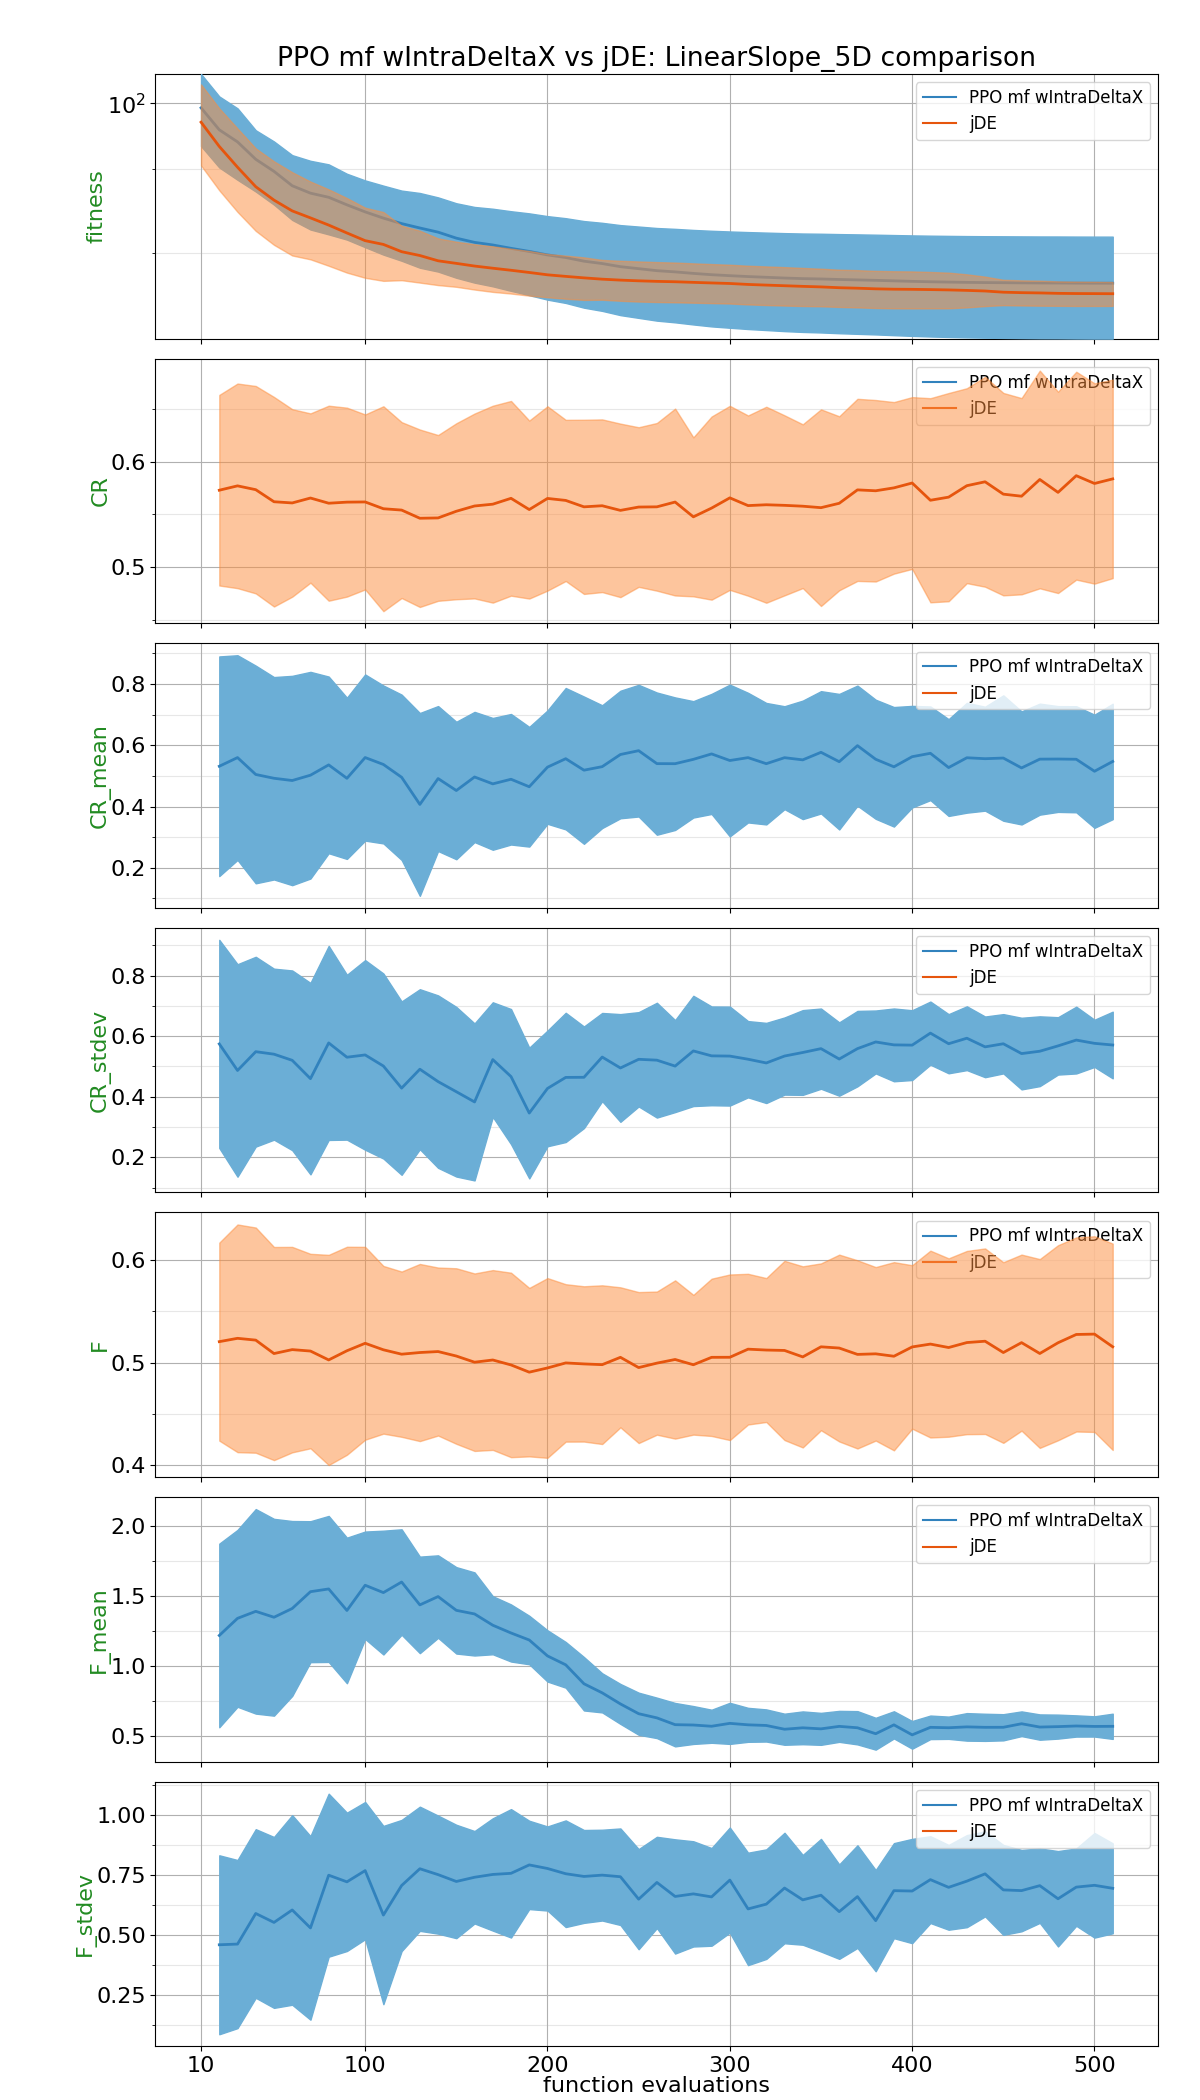 PPO mf wIntraDeltaX vs jDE: LinearSlope_5D comparison
10²
fitness
PPO mf wIntraDeltaX
jDE
0.6
0.5
CR
PPO mf wIntraDeltaX
jDE
0.8
0.6
0.4
0.2
CR_mean
PPO mf wIntraDeltaX
jDE
0.8
0.6
0.4
0.2
CR_stdev
PPO mf wIntraDeltaX
jDE
0.6
0.5
0.4
F
PPO mf wIntraDeltaX
jDE
2.0
1.5
1.0
0.5
F_mean
PPO mf wIntraDeltaX
jDE
1.00
0.75
0.50
0.25
F_stdev
PPO mf wIntraDeltaX
jDE
10 100 200 300 400 500
function evaluations